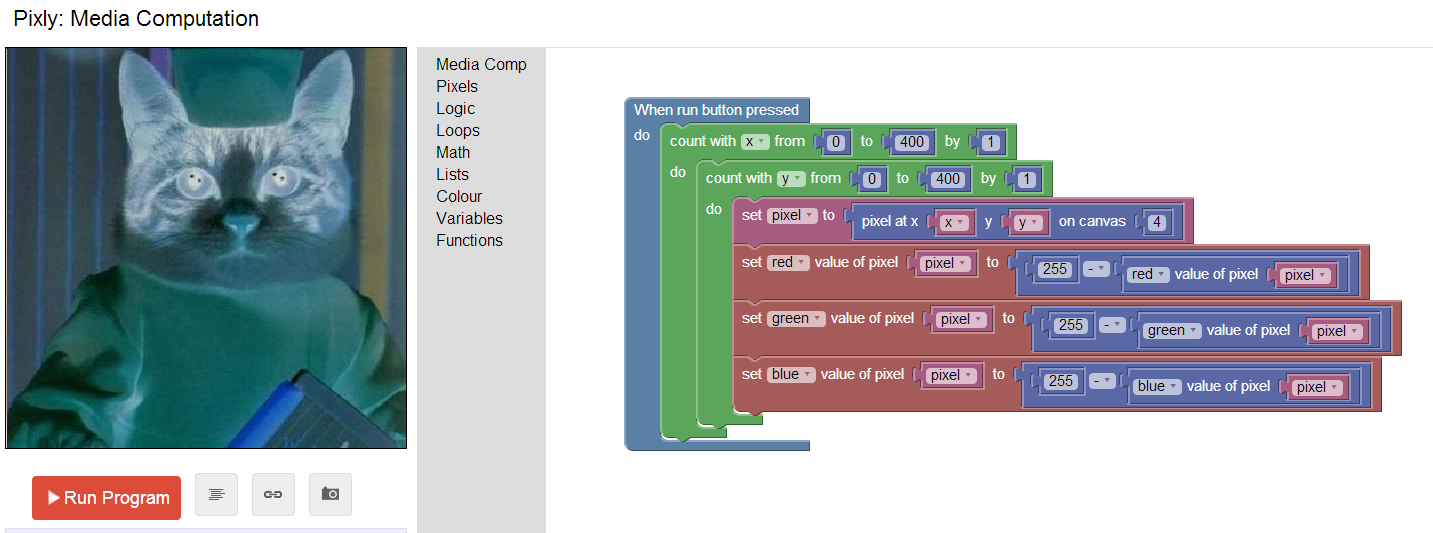 Pixly: Media Computation
Media Comp
Pixels
Logic
Loops
Math
Lists
Colour
Variables
Functions
When run button pressed
do count with x from 0 to 400 by 1
do count with y from 0 to 400 by 1
do set pixel to pixel at x x y y on canvas 4
set red value of pixel pixel to 255 - red value of pixel pixel
set green value of pixel pixel to 255 - green value of pixel pixel
set blue value of pixel pixel to 255 - blue value of pixel pixel
Run Program